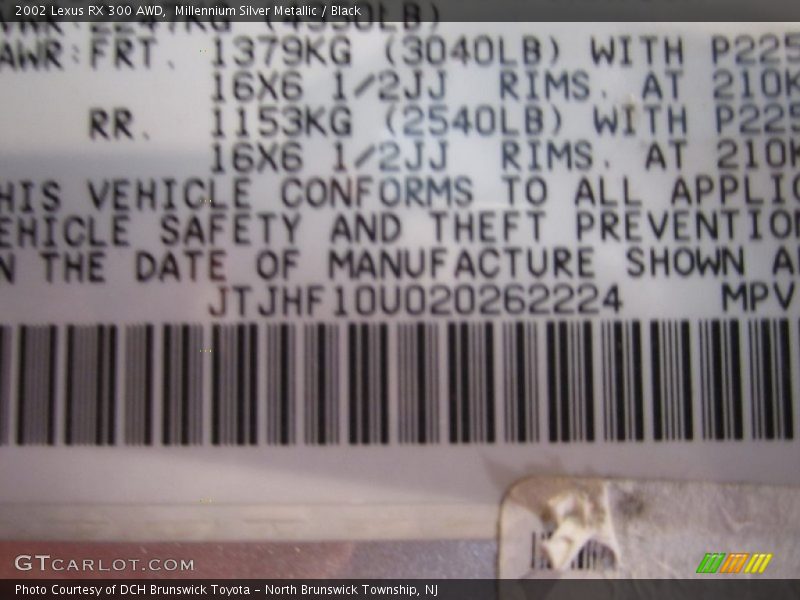 2002 Lexus RX 300 AWD,  Millennium Silver Metallic / Black
AWR: FRT. 1379KG (3040LB) WITH P225
16X6 1/2JJ RIMS. AT 210K
RR. 1153KG (2540LB) WITH P225
16X6 1/2JJ RIMS. AT 210K
HIS VEHICLE CONFORMS TO ALL APPLIC
EHICLE SAFETY AND THEFT PREVENTION
N THE DATE OF MANUFACTURE SHOWN A
JTJHF10U020262224 MPV
GTCARLOT.COM
Photo Courtesy of DCH Brunswick Toyota - North Brunswick Township, NJ